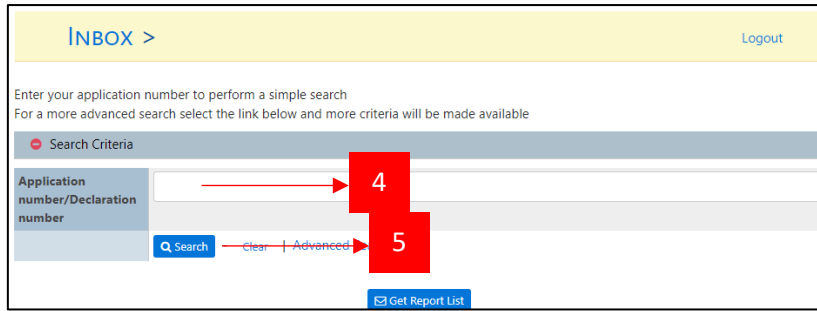 INBOX >
Logout
Enter your application number to perform a simple search
For a more advanced search select the link below and more criteria will be made available
Search Criteria
Application
number/Declaration
number
4
Search
Clear | Advanced
5
Get Report List